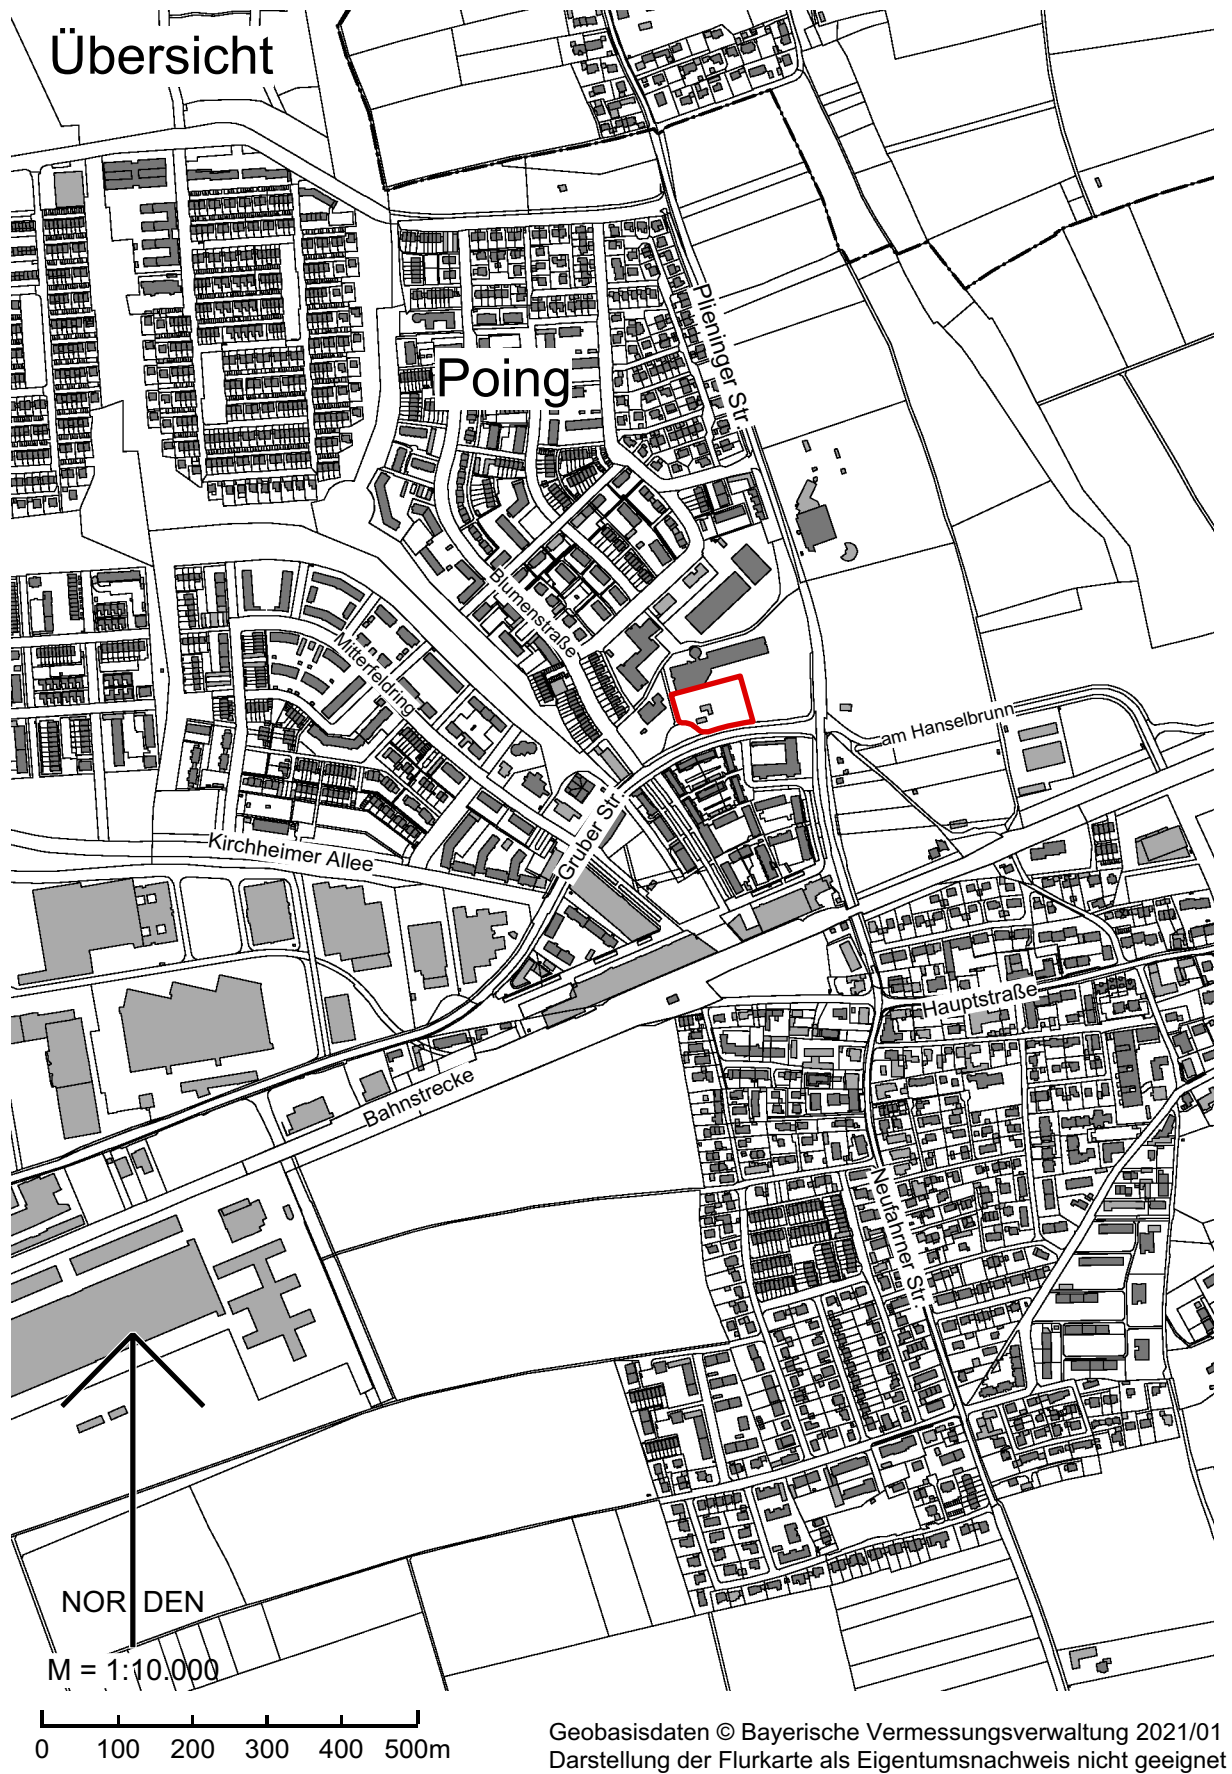 Übersicht
Poing
Plieninger Str.
Blumenstraße
Mitterfeldring
am Hanselbrunn
Gruber Str.
Kirchheimer Allee
Hauptstraße
Bahnstrecke
Neufahrner Str.
NORDEN
M = 1:10.000
0 100 200 300 400 500m
Geobasisdaten © Bayerische Vermessungsverwaltung 2021/01
Darstellung der Flurkarte als Eigentumsnachweis nicht geeignet